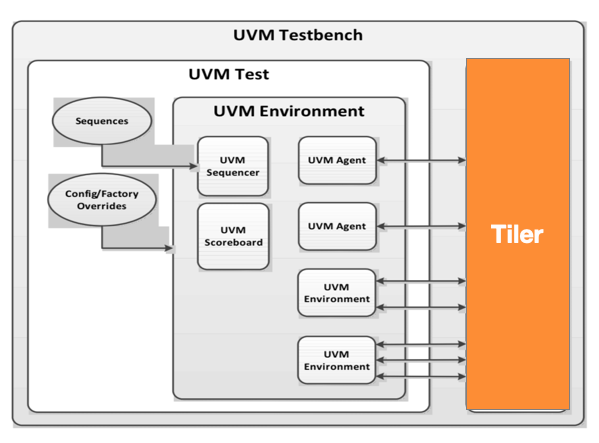 UVM Testbench
UVM Test
Sequences
Config/Factory
Overrides
UVM Environment
UVM
Sequencer
UVM
Scoreboard
UVM Agent
UVM Agent
UVM
Environment
UVM
Environment
Tiler